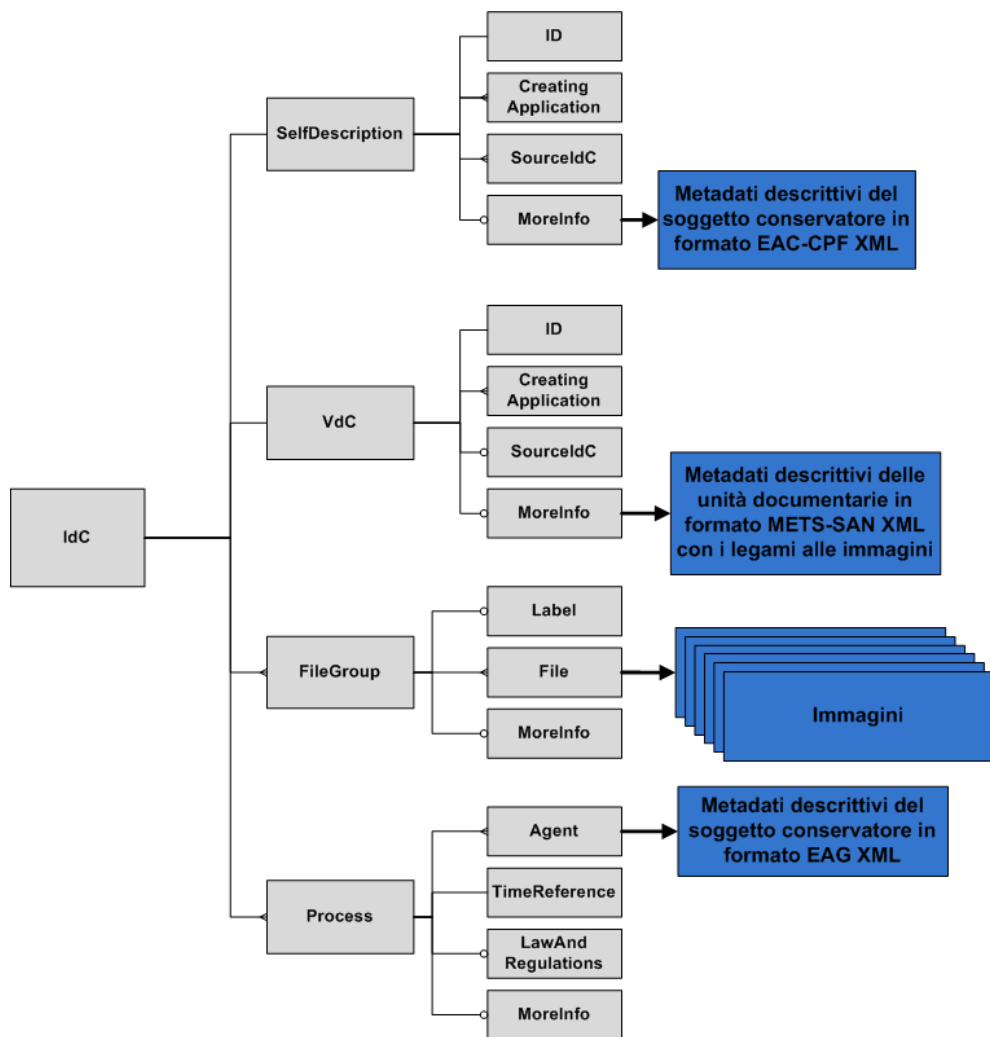 ID
Creating
Application
SelfDescription
SourceIdC
MoreInfo
Metadati descrittivi del
soggetto conservatore in
formato EAC-CPF XML
ID
Creating
Application
VdC
SourceIdC
MoreInfo
Metadati descrittivi delle
unità documentarie in
formato METS-SAN XML
con i legami alle immagini
IdC
Label
FileGroup
File
MoreInfo
Immagini
Agent
Metadati descrittivi del
soggetto conservatore in
formato EAG XML
TimeReference
Process
LawAnd
Regulations
MoreInfo